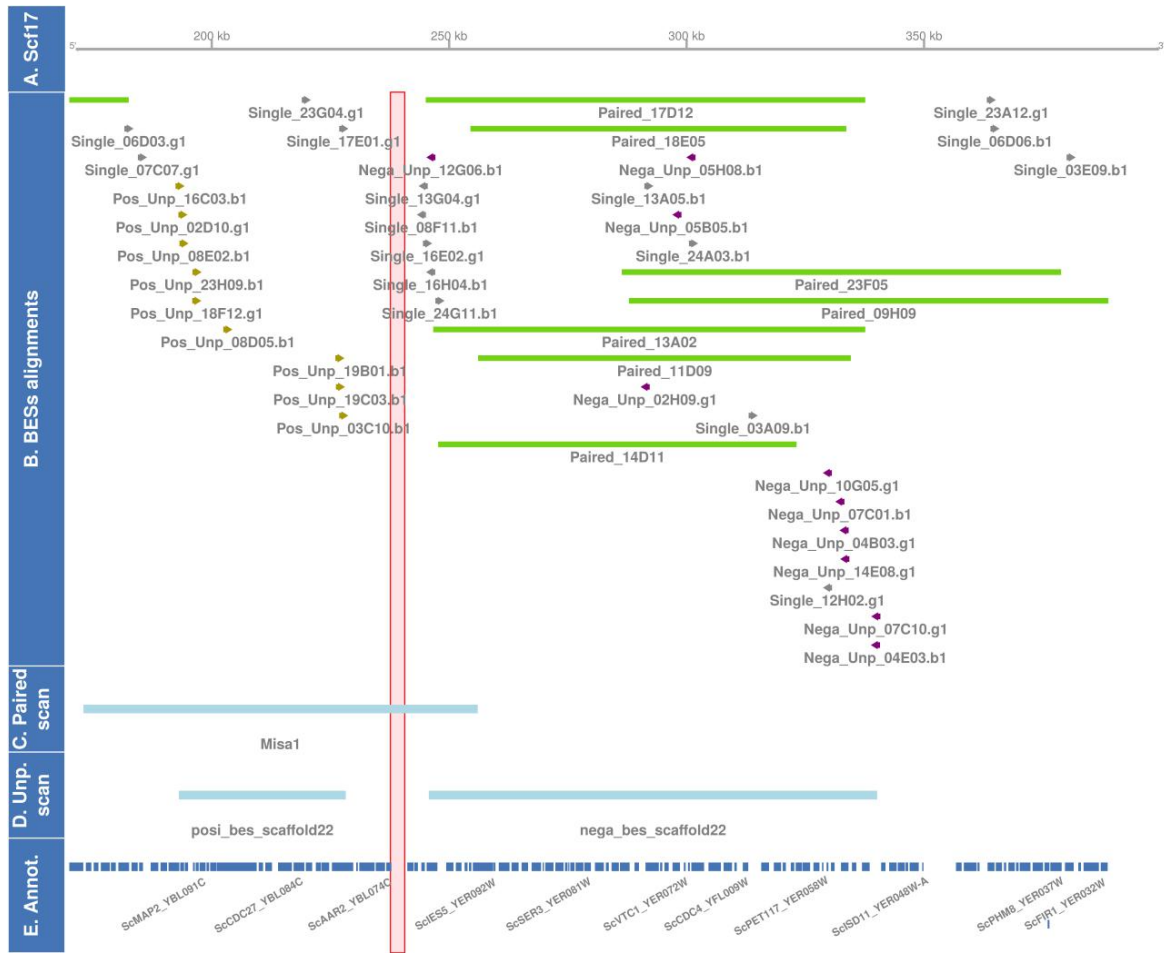 A. Scf17
5'
200 kb
250 kb
300 kb
350 kb
3'
B. BESs alignments
Single_23G04.g1
Paired_17D12
Single_23A12.g1
Single_06D03.g1
Single_17E01.g1
Paired_18E05
Single_06D06.b1
Single_07C07.g1
Nega_Unp_12G06.b1
Nega_Unp_05H08.b1
Single_03E09.b1
Pos_Unp_16C03.b1
Single_13G04.g1
Single_13A05.b1
Pos_Unp_02D10.g1
Single_08F11.b1
Nega_Unp_05B05.b1
Pos_Unp_08E02.b1
Single_16E02.g1
Single_24A03.b1
Pos_Unp_23H09.b1
Single_16H04.b1
Paired_23F05
Pos_Unp_18F12.g1
Single_24G11.b1
Paired_09H09
Pos_Unp_08D05.b1
Paired_13A02
Pos_Unp_19B01.b1
Paired_11D09
Pos_Unp_19C03.b1
Nega_Unp_02H09.g1
Pos_Unp_03C10.b1
Single_03A09.b1
Paired_14D11
Nega_Unp_10G05.g1
Nega_Unp_07C01.b1
Nega_Unp_04B03.g1
Nega_Unp_14E08.g1
Single_12H02.g1
Nega_Unp_07C10.g1
Nega_Unp_04E03.b1
C. Paired
scan
Misa1
D. Unp.
scan
posi_bes_scaffold22
nega_bes_scaffold22
E. Annot.
ScMAP2_YBL091C
ScCDC27_YBL084C
ScAAR2_YBL074C
ScIES5_YER092W
ScSER3_YER081W
ScVTC1_YER072W
ScCDC4_YFL009W
ScPET117_YER058W
ScISD11_YER048W-A
ScPHM8_YER037W
ScFIR1_YER032W